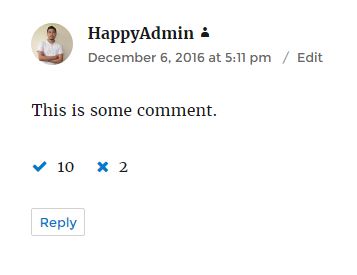 HappyAdmin
December 6, 2016 at 5:11 pm / Edit
This is some comment.
10 2
Reply